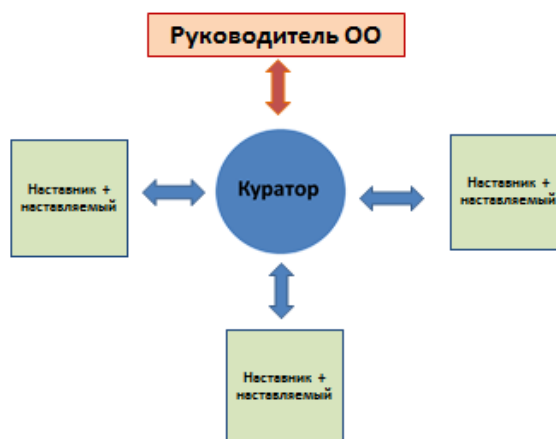 Руководитель ОО
Куратор
Наставник +
наставляемый
Наставник +
наставляемый
Наставник +
наставляемый